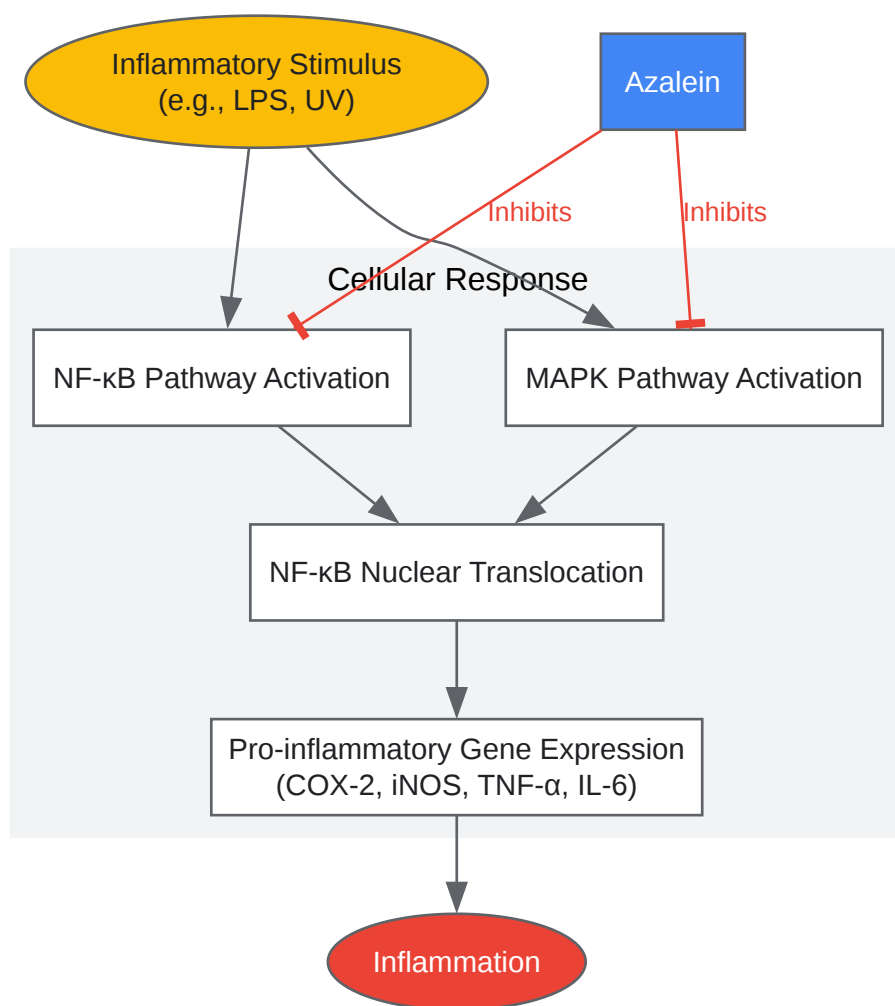 Inflammatory Stimulus
(e.g., LPS, UV)
Azalein
Inhibits
Inhibits
Cellular Response
NF-κB Pathway Activation
MAPK Pathway Activation
NF-κB Nuclear Translocation
Pro-inflammatory Gene Expression
(COX-2, iNOS, TNF-α, IL-6)
Inflammation